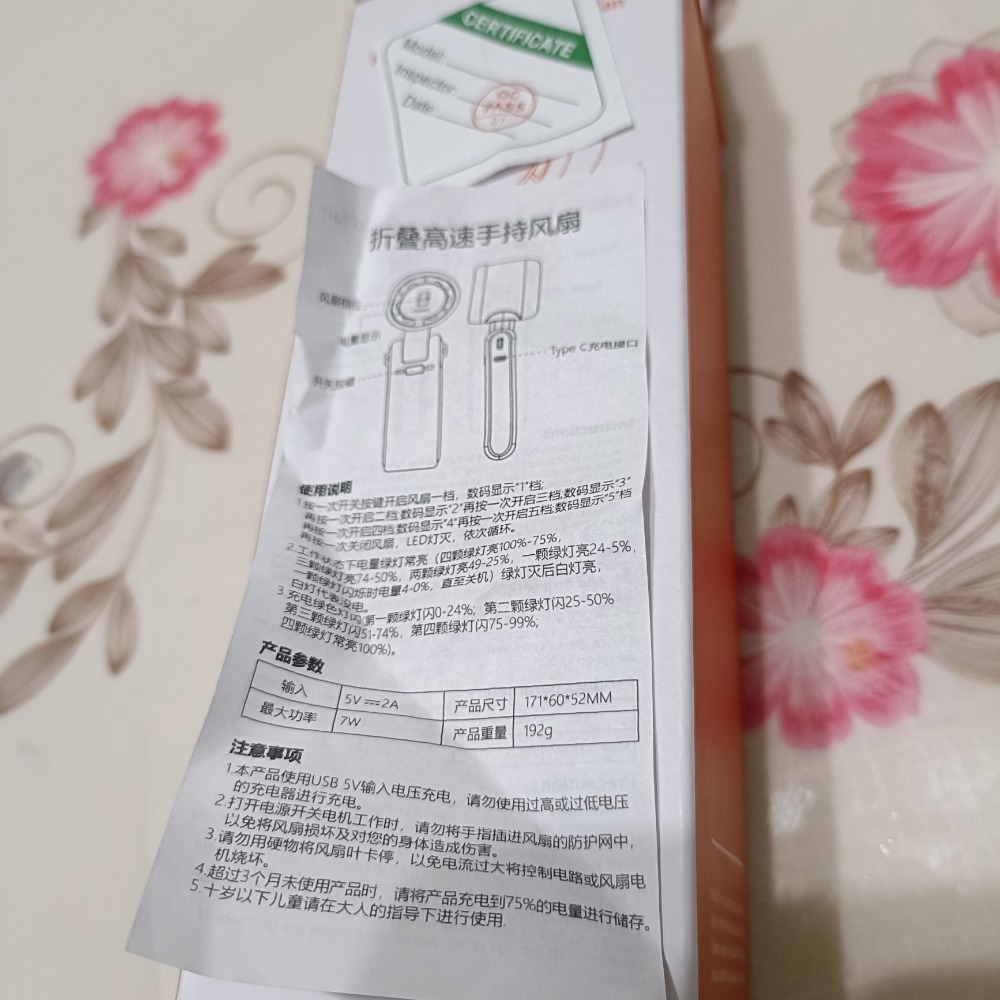 CERTIFICATE
Model
Inspector
Date
QC
PASS
折叠高速手持风扇
风扇档位
电量显示
开关按键
Type C充电接口
使用说明
1.按一次开关按键开启风扇一档，数码显示"1"档;
再按一次开启二档;数码显示"2"再按一次开启三档;数码显示"3"
再按一次开启四档;数码显示"4"再按一次开启五档;数码显示"5"档
再按一次关闭风扇，LED灯灭，依次循环。
2.工作状态下电量绿灯常亮（四颗绿灯亮100%-75%，
三颗绿灯亮74-50%，两颗绿灯亮49-25%，一颗绿灯亮24-5%，
一颗绿灯闪烁时电量4-0%，直至关机）绿灯灭后白灯亮，
白灯代表没电。
3.充电绿色灯闪(第一颗绿灯闪0-24%; 第二颗绿灯闪25-50%
第三颗绿灯闪51-74%，第四颗绿灯闪75-99%;
四颗绿灯常亮100%)。
产品参数
输入 5V⎓2A 产品尺寸 171*60*52MM
最大功率 7W 产品重量 192g
注意事项
1.本产品使用USB 5V输入电压充电，请勿使用过高或过低电压
的充电器进行充电。
2.打开电源开关电机工作时，请勿将手指插进风扇的防护网中，
以免将风扇损坏及对您的身体造成伤害。
3.请勿用硬物将风扇叶卡停，以免电流过大将控制电路或风扇电
机烧坏。
4.超过3个月未使用产品时，请将产品充电到75%的电量进行储存。
5.十岁以下儿童请在大人的指导下进行使用.